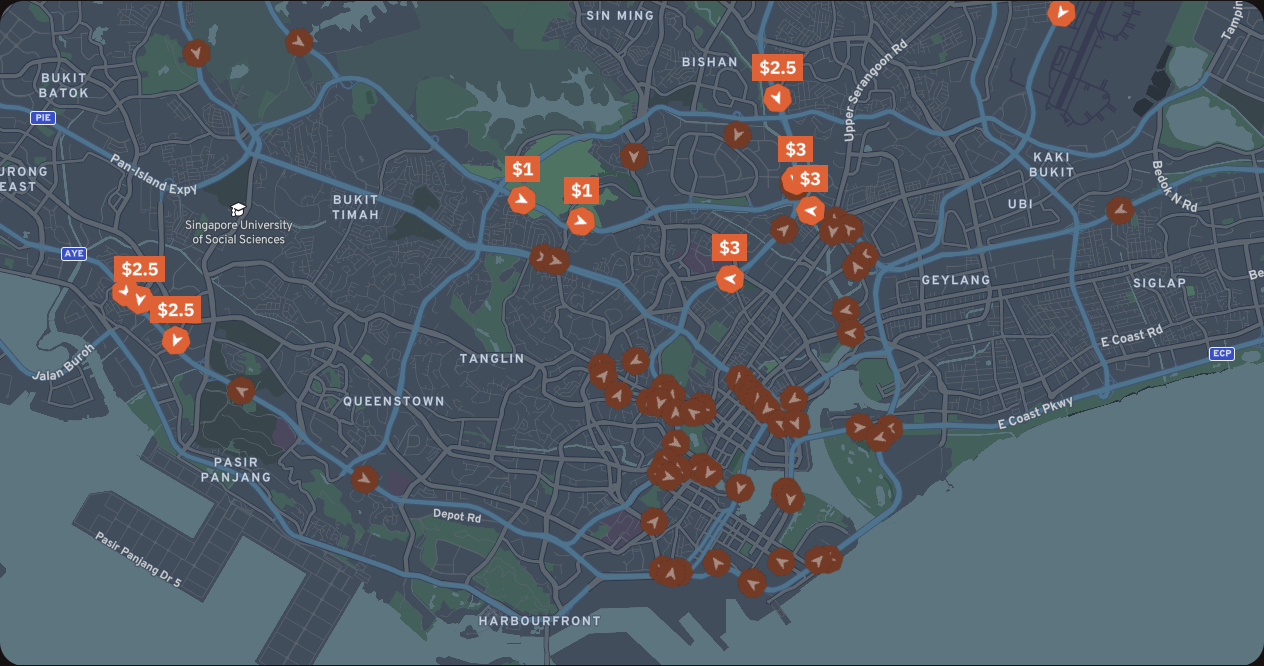 SIN MING
BISHAN
$2.5
Upper Serangoon Rd
BUKIT
BATOK
PIE
Pan-Island Expy
EAST
$3
$3
$1
$1
KAKI
BUKIT
Bedok N Rd
UBI
BUKIT
TIMAH
Singapore University
of Social Sciences
AYE
$2.5
$2.5
$3
GEYLANG
SIGLAP
E Coast Rd
ECP
Jalan Buroh
TANGLIN
QUEENSTOWN
E Coast Pkwy
PASIR
PANJANG
Depot Rd
Pasir Panjang Dr 5
HARBOURFRONT